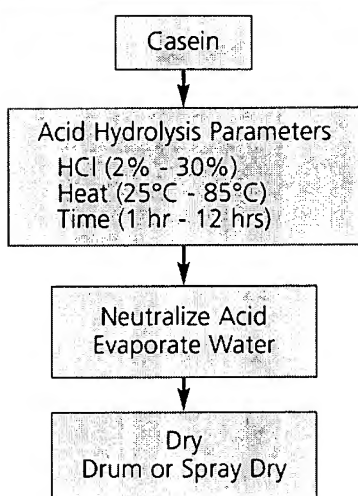 Casein
Acid Hydrolysis Parameters
HCl (2% - 30%)
Heat (25°C - 85°C)
Time (1 hr - 12 hrs)
Neutralize Acid
Evaporate Water
Dry
Drum or Spray Dry